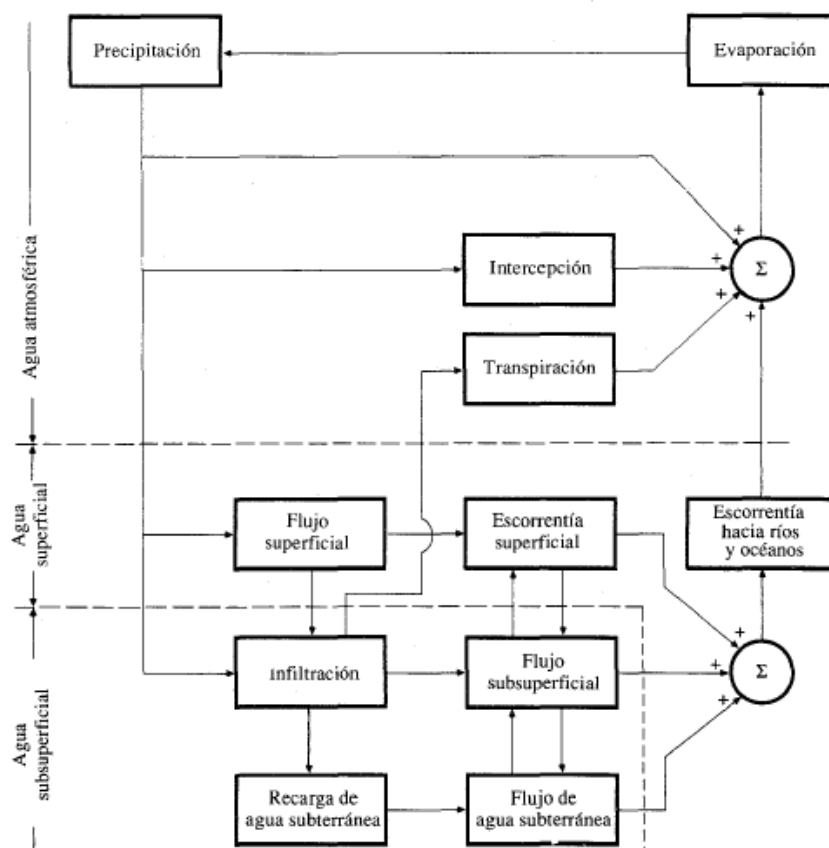 Precipitación
Evaporación
+
+
Intercepción
Σ
+
+
Transpiración
Agua atmosférica
Flujo
superficial
Escorrentía
superficial
Escorrentía
hacia ríos
y océanos
Agua
superficial
+
infiltración
Flujo
subsuperficial
+
Σ
+
Agua
subsuperficial
Recarga de
agua subterránea
Flujo de
agua subterránea